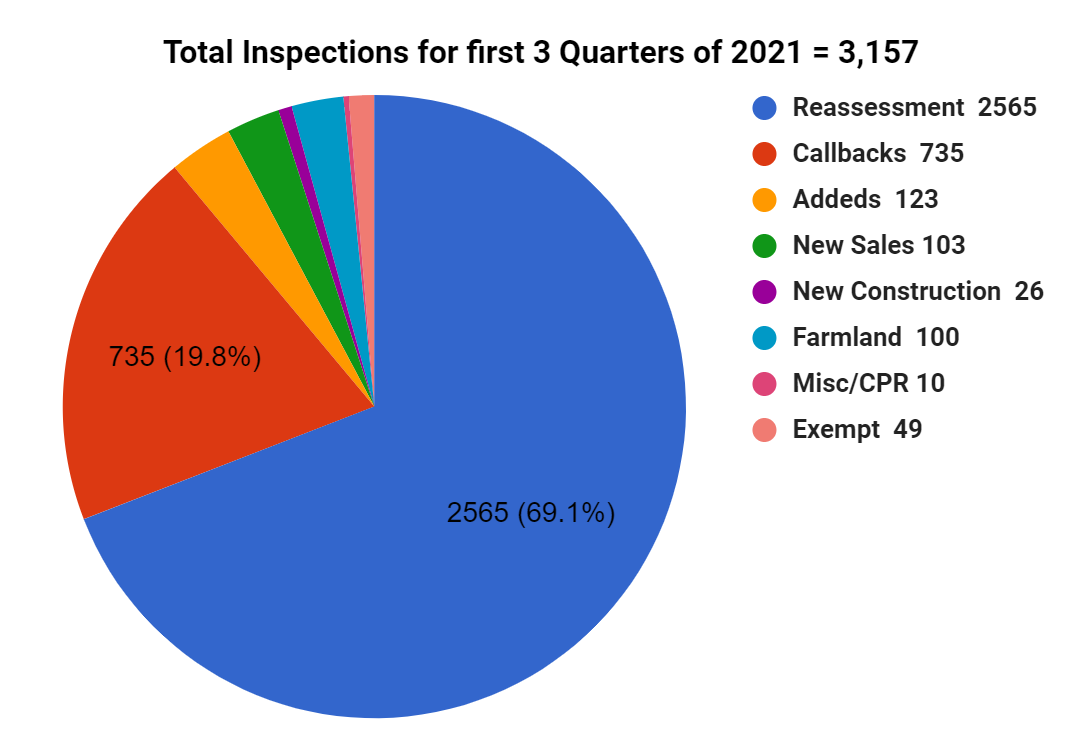 Total Inspections for first 3 Quarters of 2021 = 3,157
Reassessment 2565
Callbacks 735
Addeds 123
New Sales 103
New Construction 26
Farmland 100
Misc/CPR 10
Exempt 49
735 (19.8%)
2565 (69.1%)